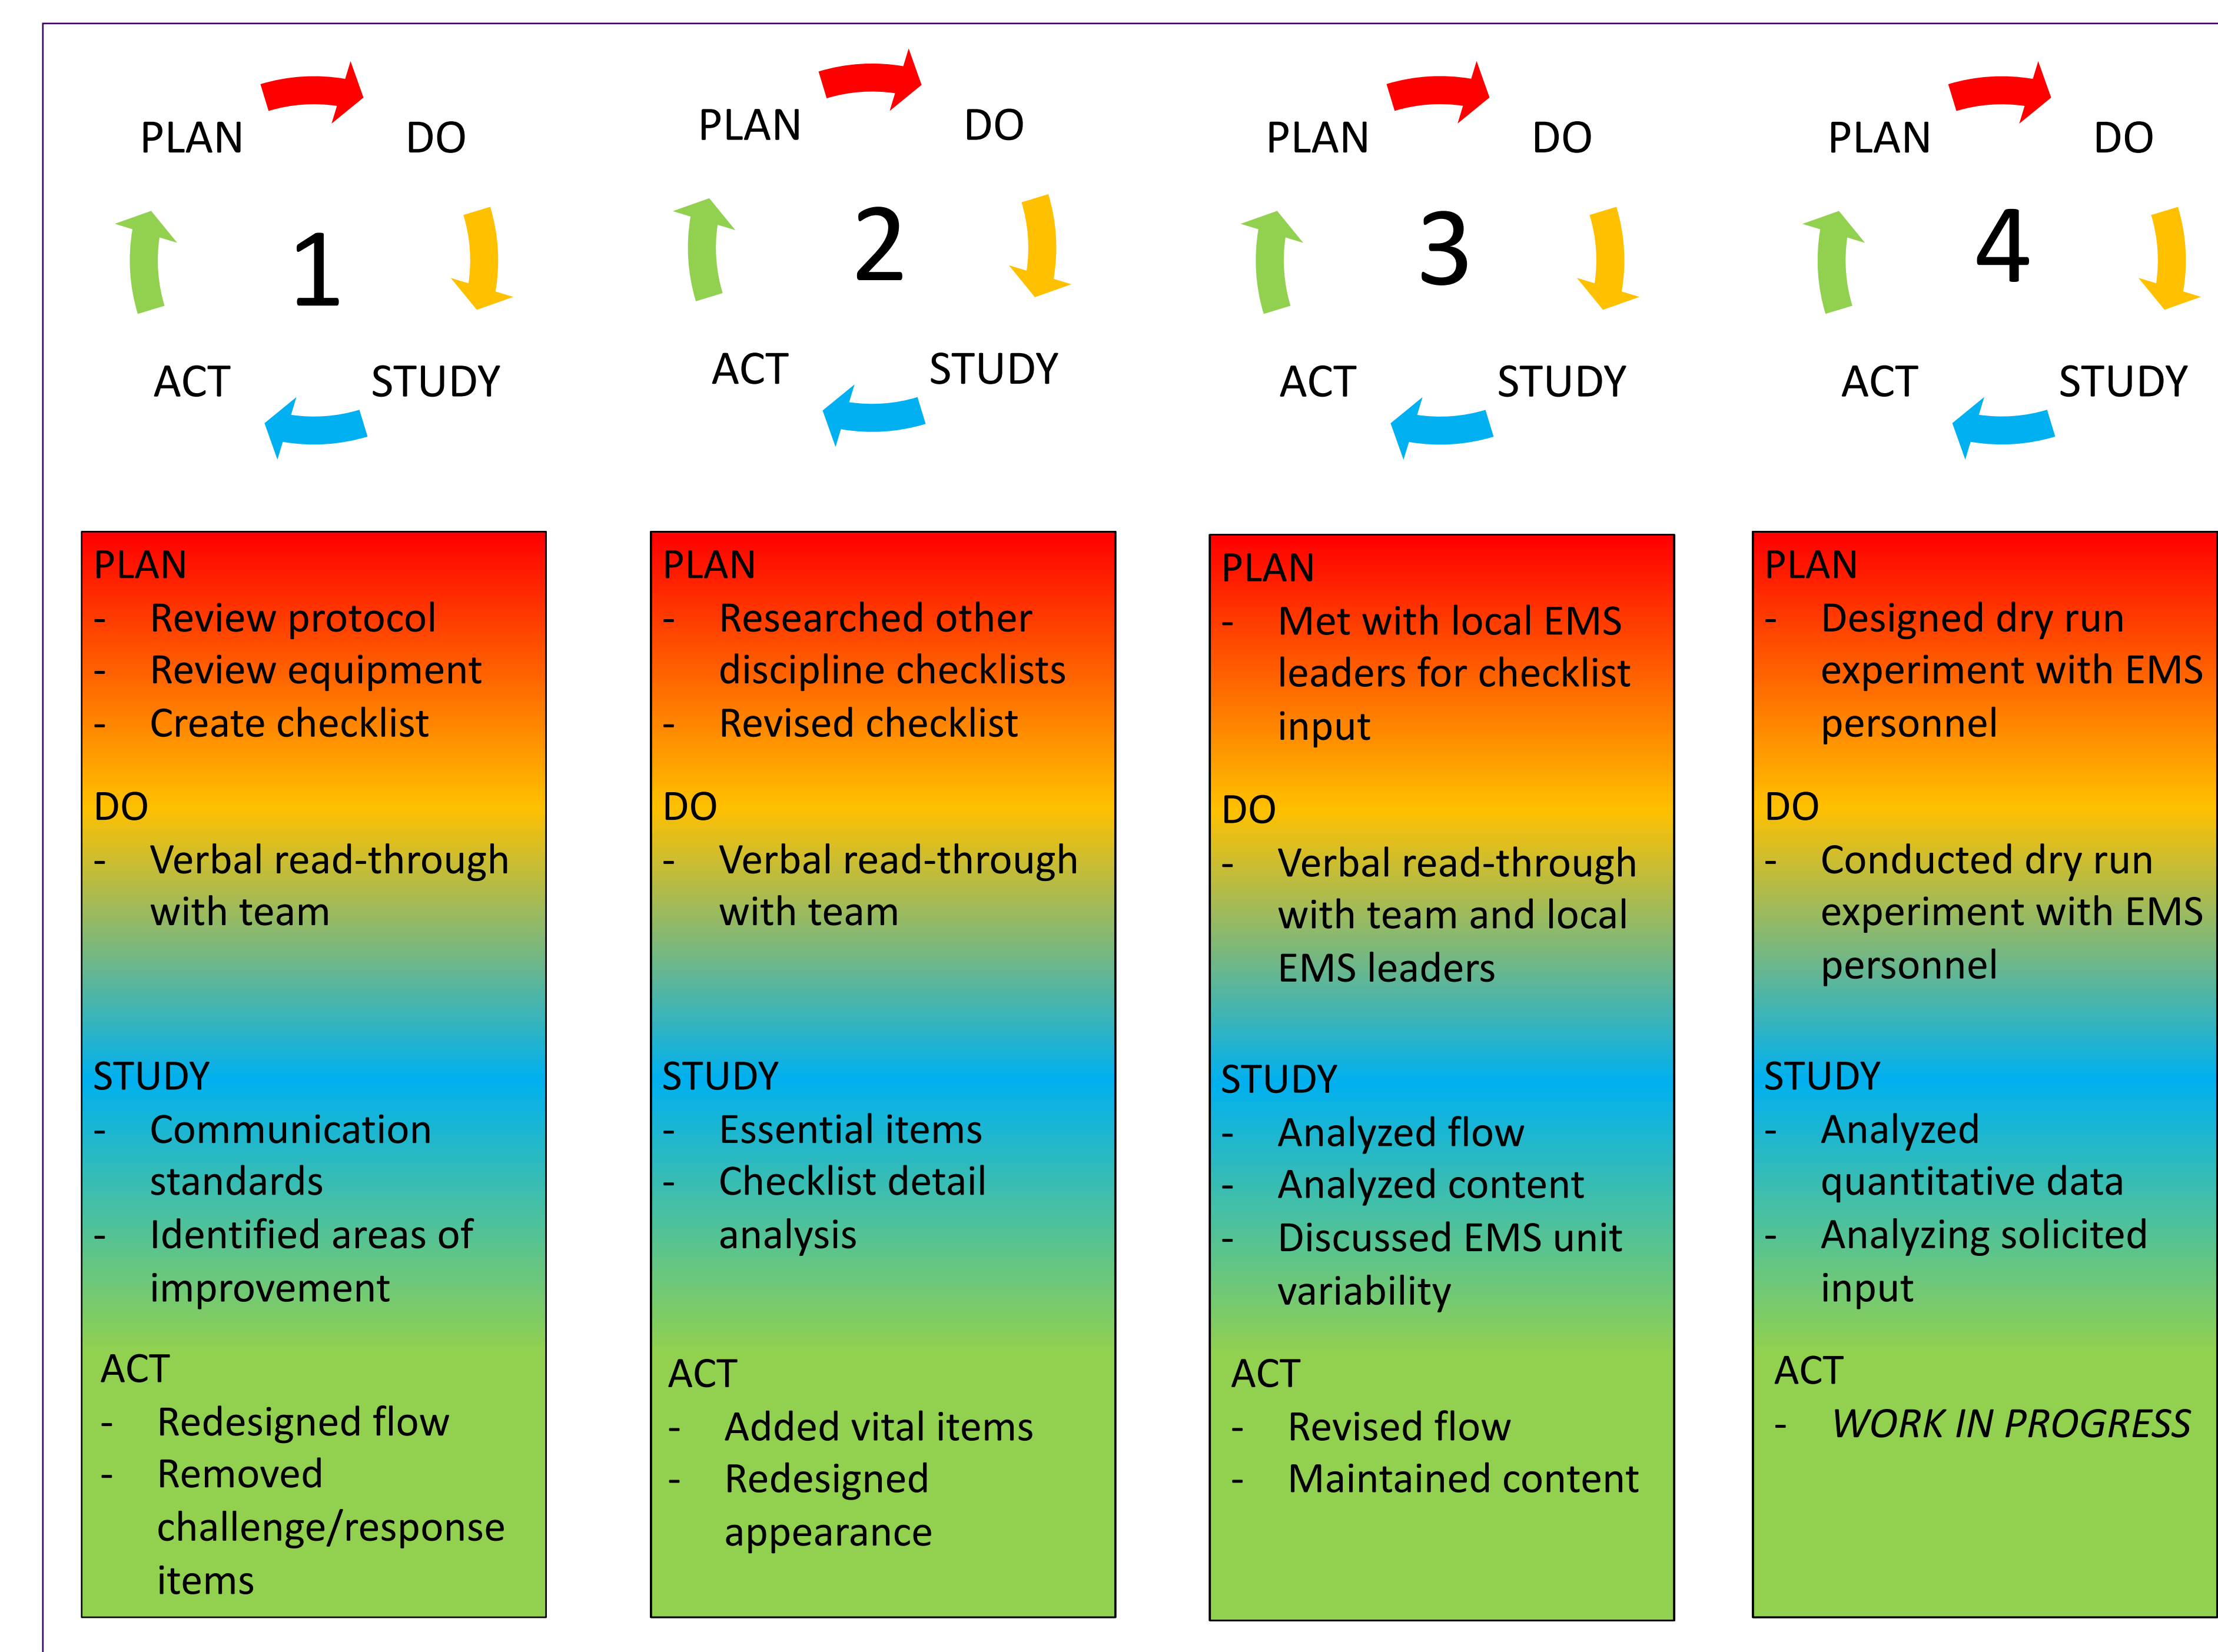 PLAN
DO
1
ACT
STUDY
PLAN
DO
2
ACT
STUDY
PLAN
DO
3
ACT
STUDY
PLAN
DO
4
ACT
STUDY
PLAN
- Review protocol
- Review equipment
- Create checklist
DO
- Verbal read-through
with team
STUDY
- Communication
standards
- Identified areas of
improvement
ACT
- Redesigned flow
- Removed
challenge/response
items
PLAN
- Researched other
discipline checklists
- Revised checklist
DO
- Verbal read-through
with team
STUDY
- Essential items
- Checklist detail
analysis
ACT
- Added vital items
- Redesigned
appearance
PLAN
- Met with local EMS
leaders for checklist
input
DO
- Verbal read-through
with team and local
EMS leaders
STUDY
- Analyzed flow
- Analyzed content
- Discussed EMS unit
variability
ACT
- Revised flow
- Maintained content
PLAN
- Designed dry run
experiment with EMS
personnel
DO
- Conducted dry run
experiment with EMS
personnel
STUDY
- Analyzed
quantitative data
- Analyzing solicited
input
ACT
- WORK IN PROGRESS